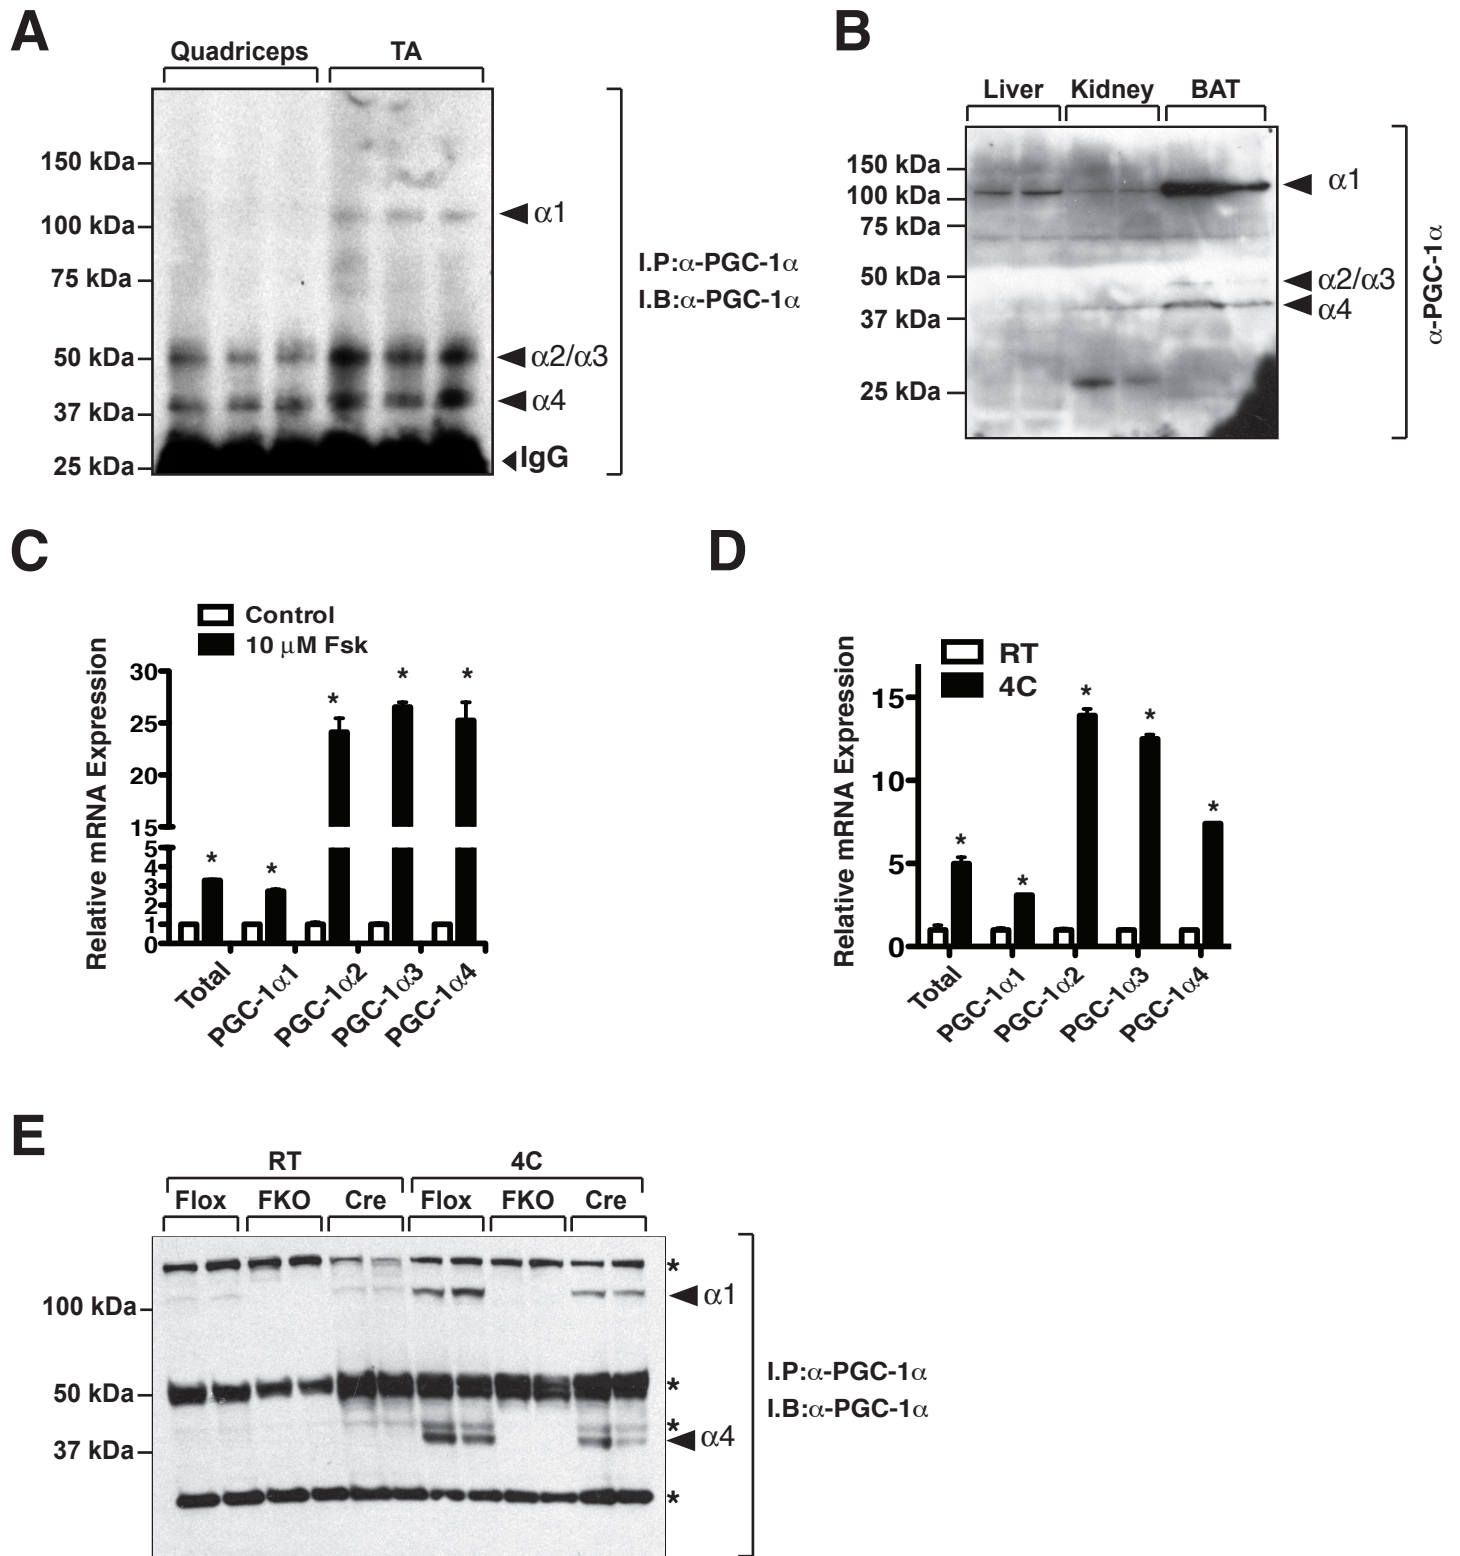 A
Quadriceps TA
150 kDa
100 kDa
75 kDa
50 kDa
37 kDa
25 kDa
α1
α2/α3
α4
IgG
I.P:α-PGC-1α
I.B:α-PGC-1α
B
Liver Kidney BAT
150 kDa
100 kDa
75 kDa
50 kDa
37 kDa
25 kDa
α1
α2/α3
α4
α-PGC-1α
C
Control
10 μM Fsk
Relative mRNA Expression
30
25
20
15
5
4
3
2
1
0
* * * * *
Total PGC-1α1 PGC-1α2 PGC-1α3 PGC-1α4
D
RT
4C
Relative mRNA Expression
15
10
5
0
* * * * *
Total PGC-1α1 PGC-1α2 PGC-1α3 PGC-1α4
E
RT 4C
Flox FKO Cre Flox FKO Cre
100 kDa
50 kDa
37 kDa
*
α1
*
*
α4
*
I.P:α-PGC-1α
I.B:α-PGC-1α